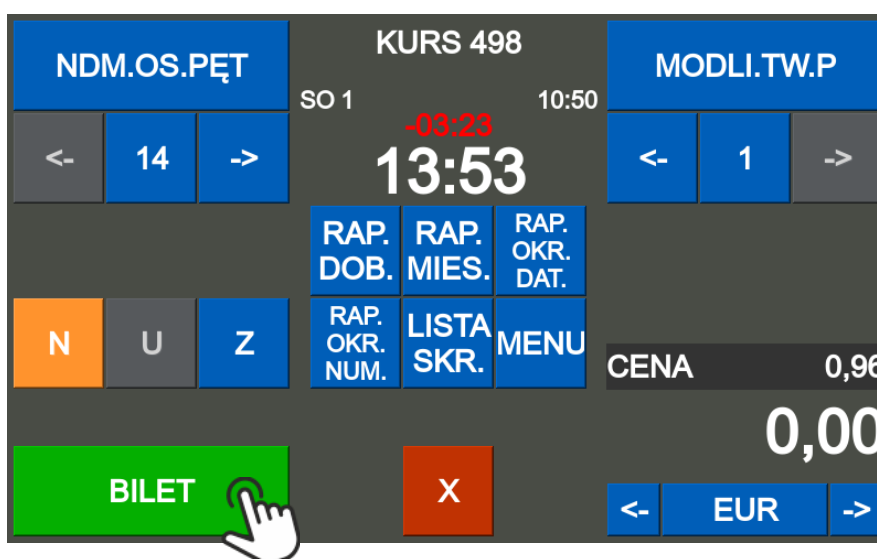 NDM.OS.PĘT
KURS 498
MODLI.TW.P
SO 1
10:50
-03:23
<- 14 ->
13:53
<- 1 ->
RAP. DOB.
RAP. MIES.
RAP. OKR. DAT.
N U Z
RAP. OKR. NUM.
LISTA SKR.
MENU
CENA 0,96
0,00
BILET
X
<- EUR ->